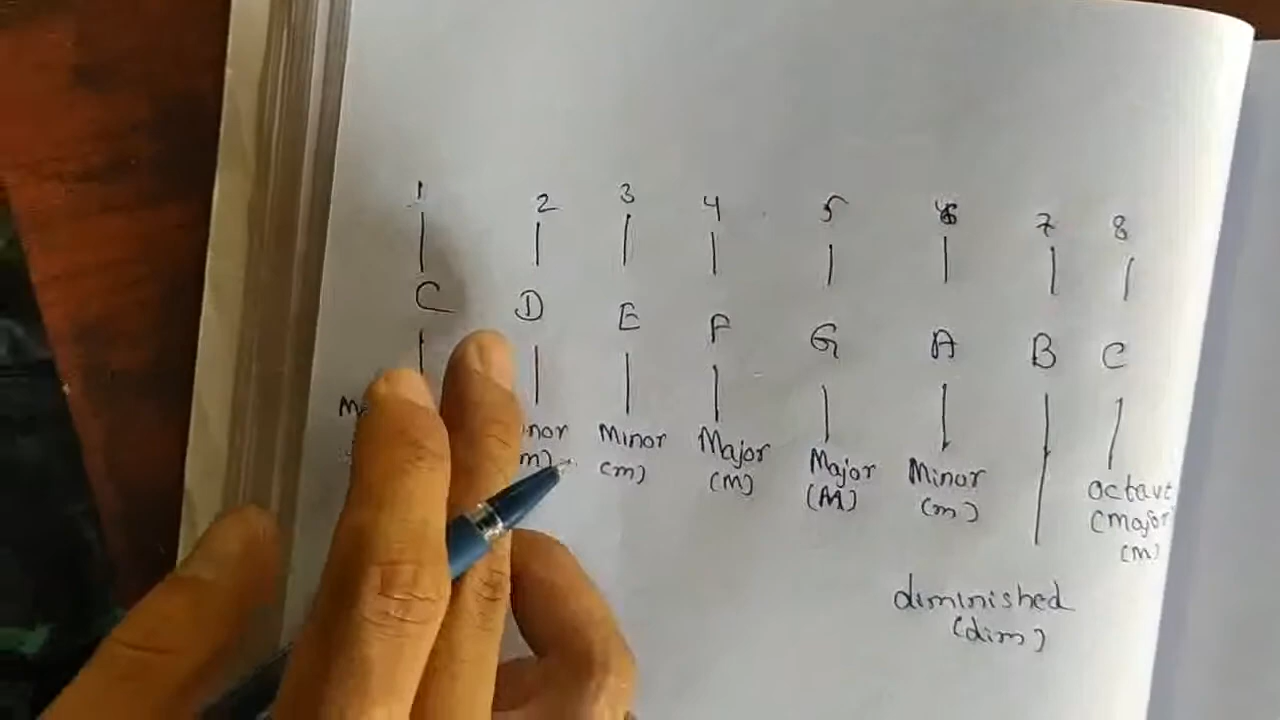 1 2 3 4 5 6 7 8
C D E F G A B C
Minor Major Major Minor
(m) (M) (M) (m)
octave
(major
(m)
diminished
(dim)